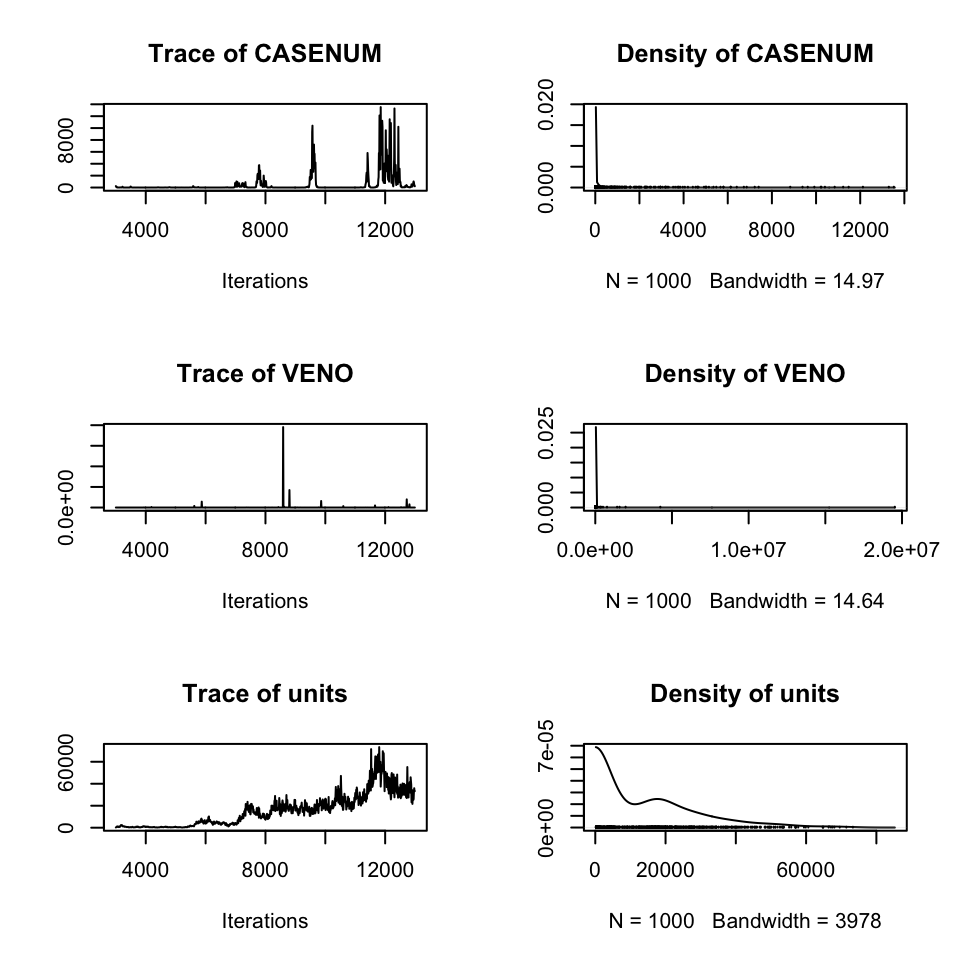 Trace of CASENUM
8000
0
4000 8000 12000
Iterations
Density of CASENUM
0.020
0.000
0 4000 8000 12000
N = 1000 Bandwidth = 14.97
Trace of VENO
0.0e+00
4000 8000 12000
Iterations
Density of VENO
0.025
0.000
0.0e+00 1.0e+07 2.0e+07
N = 1000 Bandwidth = 14.64
Trace of units
60000
0
4000 8000 12000
Iterations
Density of units
7e-05
0e+00
0 20000 60000
N = 1000 Bandwidth = 3978